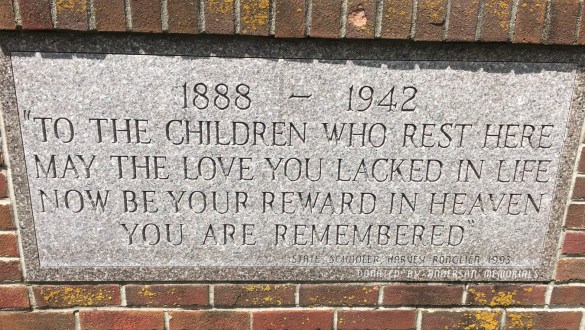 1888 - 1942
"TO THE CHILDREN WHO REST HERE
MAY THE LOVE YOU LACKED IN LIFE
NOW BE YOUR REWARD IN HEAVEN
YOU ARE REMEMBERED"
STATE SCHOOLER HARVEY RONGLIEN 1993
DONATED BY ANDERSON MEMORIALS